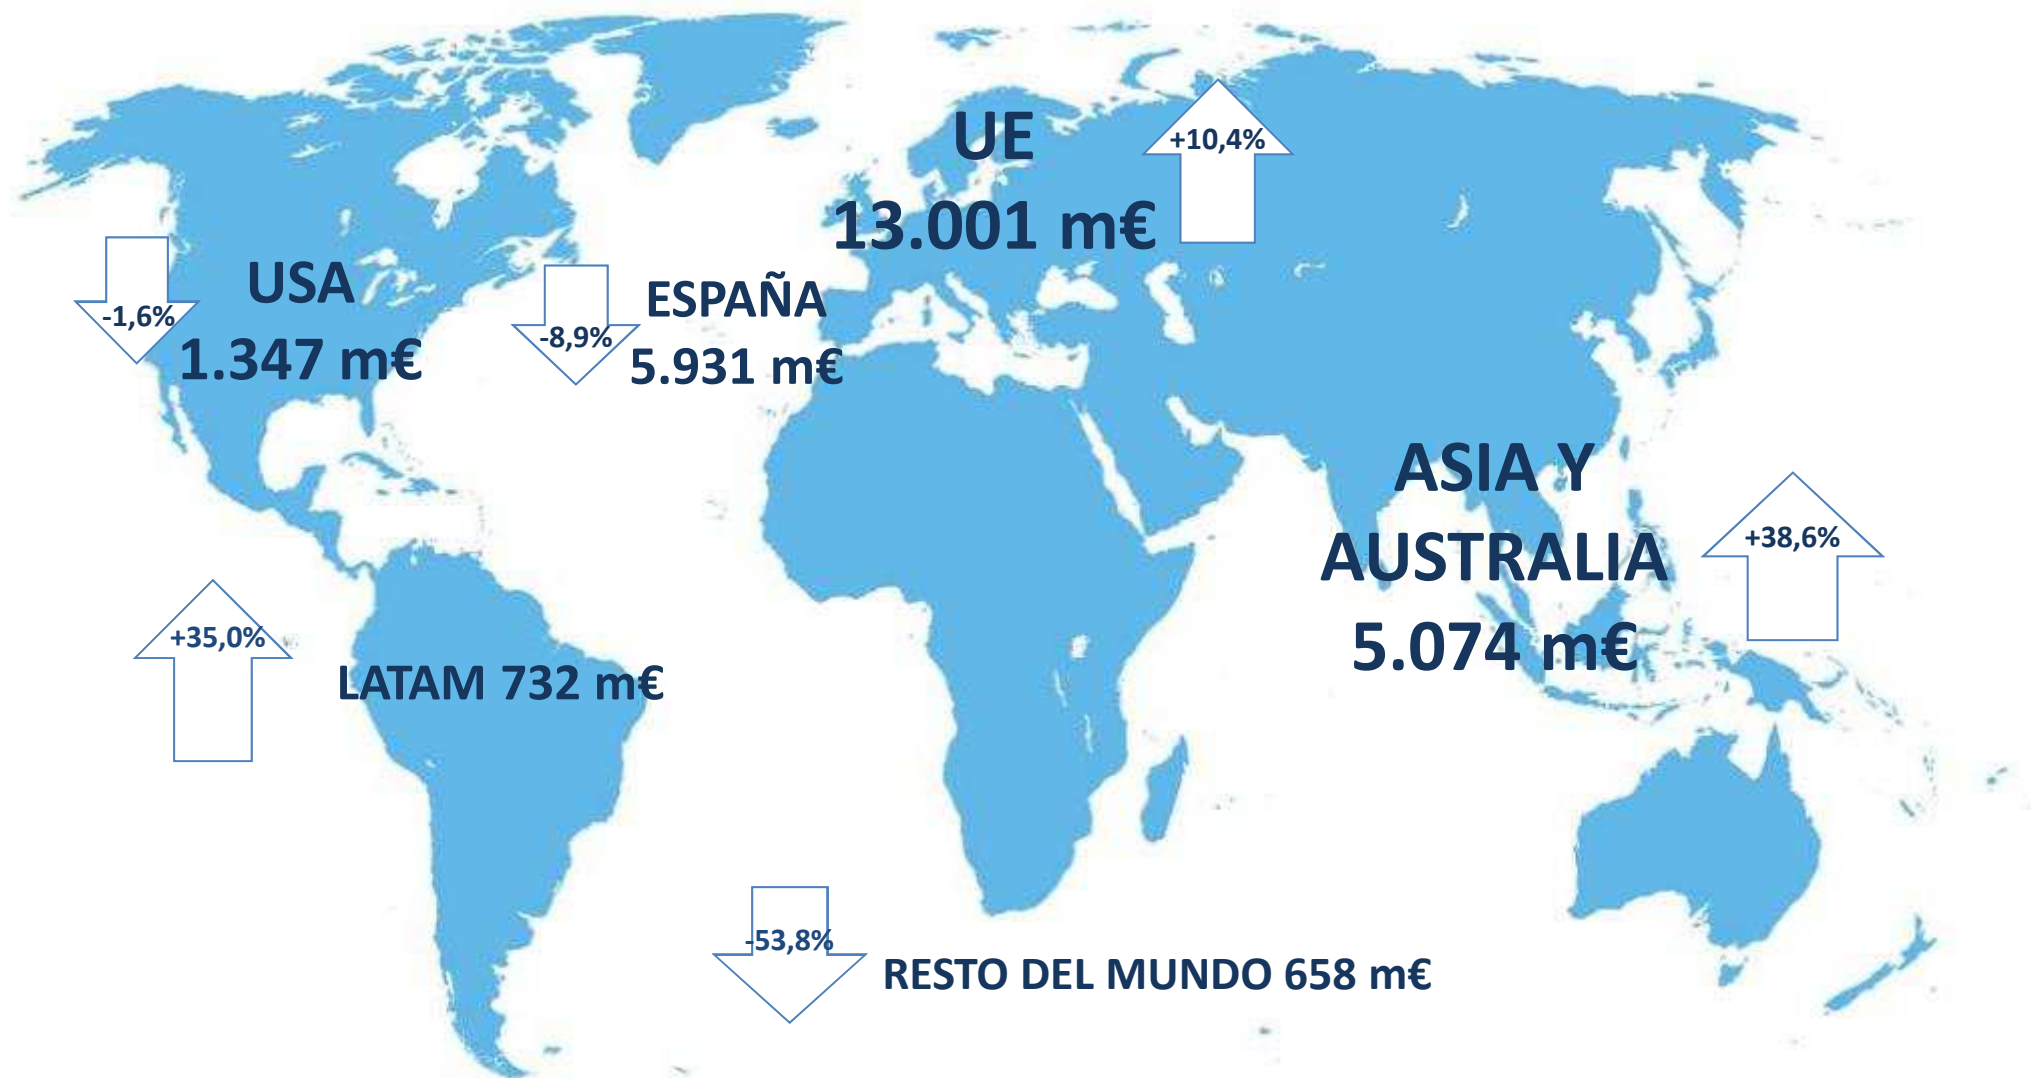 UE
13.001 m€
+10,4%
USA
1.347 m€
-1,6%
ESPAÑA
5.931 m€
-8,9%
ASIA Y
AUSTRALIA
5.074 m€
+38,6%
+35,0%
LATAM 732 m€
-53,8%
RESTO DEL MUNDO 658 m€